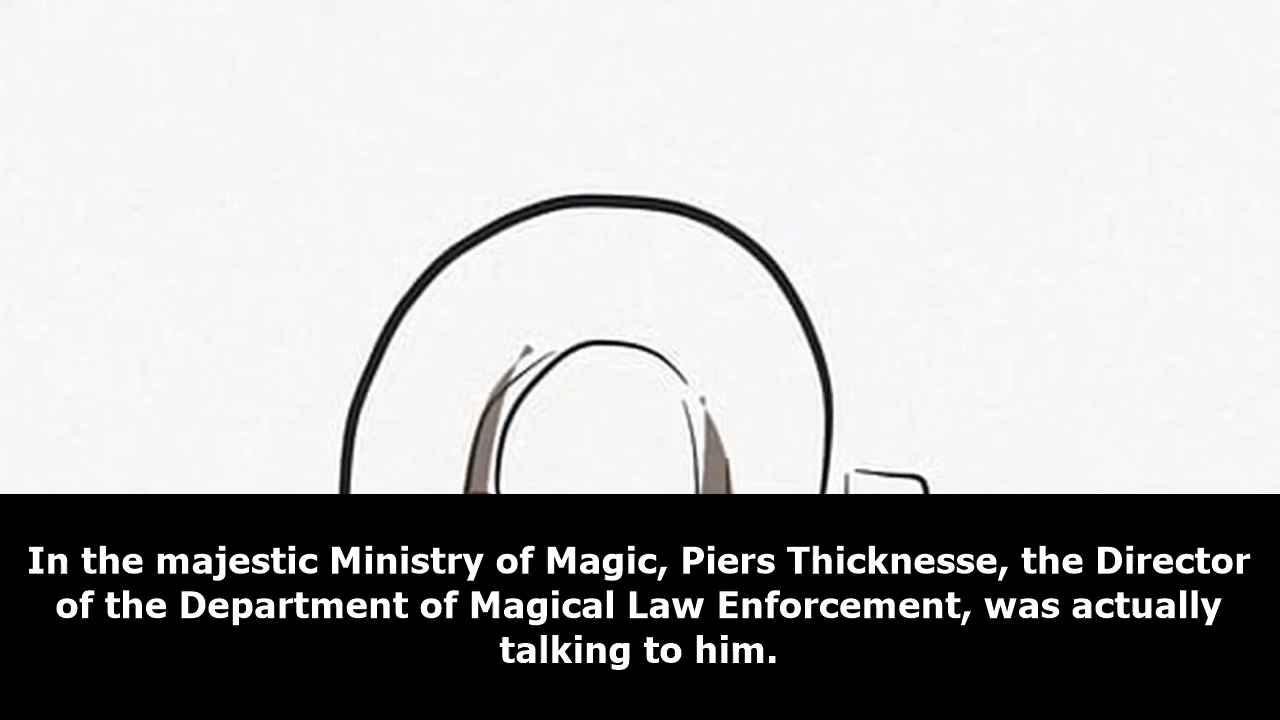 In the majestic Ministry of Magic, Piers Thicknesse, the Director
of the Department of Magical Law Enforcement, was actually
talking to him.